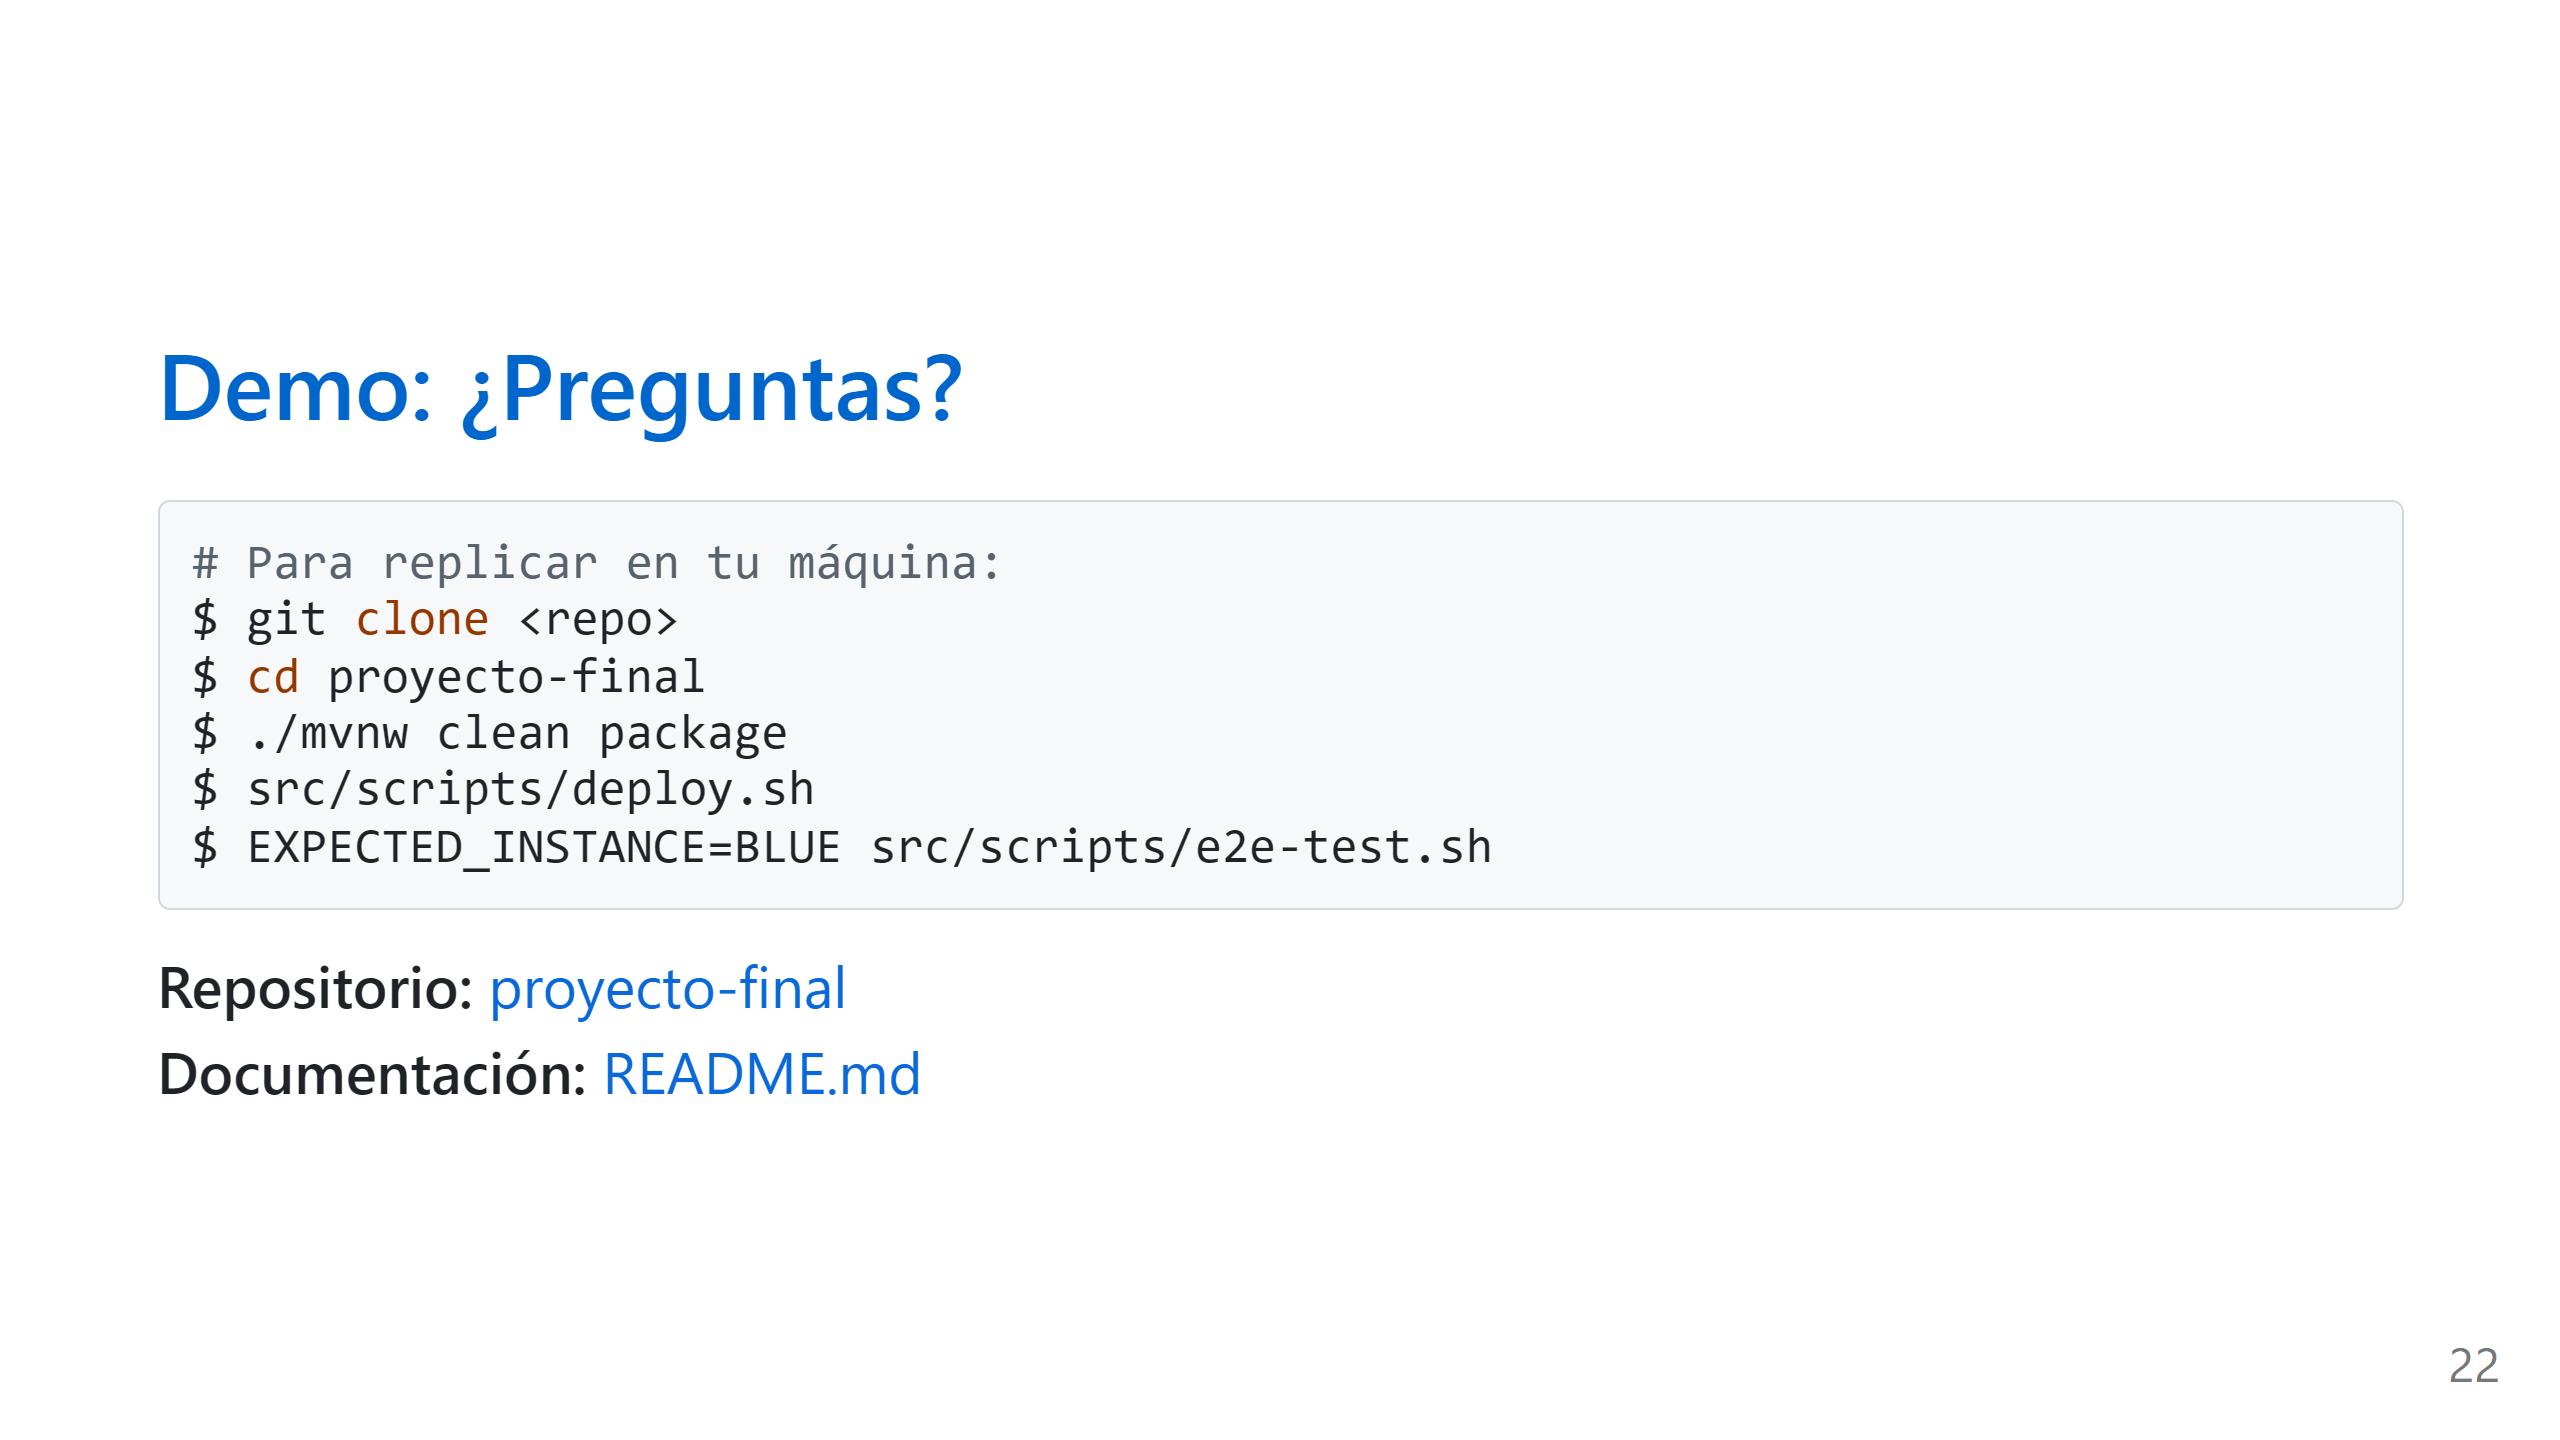 Demo: ¿Preguntas?
# Para replicar en tu máquina:
$ git clone <repo>
$ cd proyecto-final
$ ./mvnw clean package
$ src/scripts/deploy.sh
$ EXPECTED_INSTANCE=BLUE src/scripts/e2e-test.sh
Repositorio: proyecto-final
Documentación: README.md
22